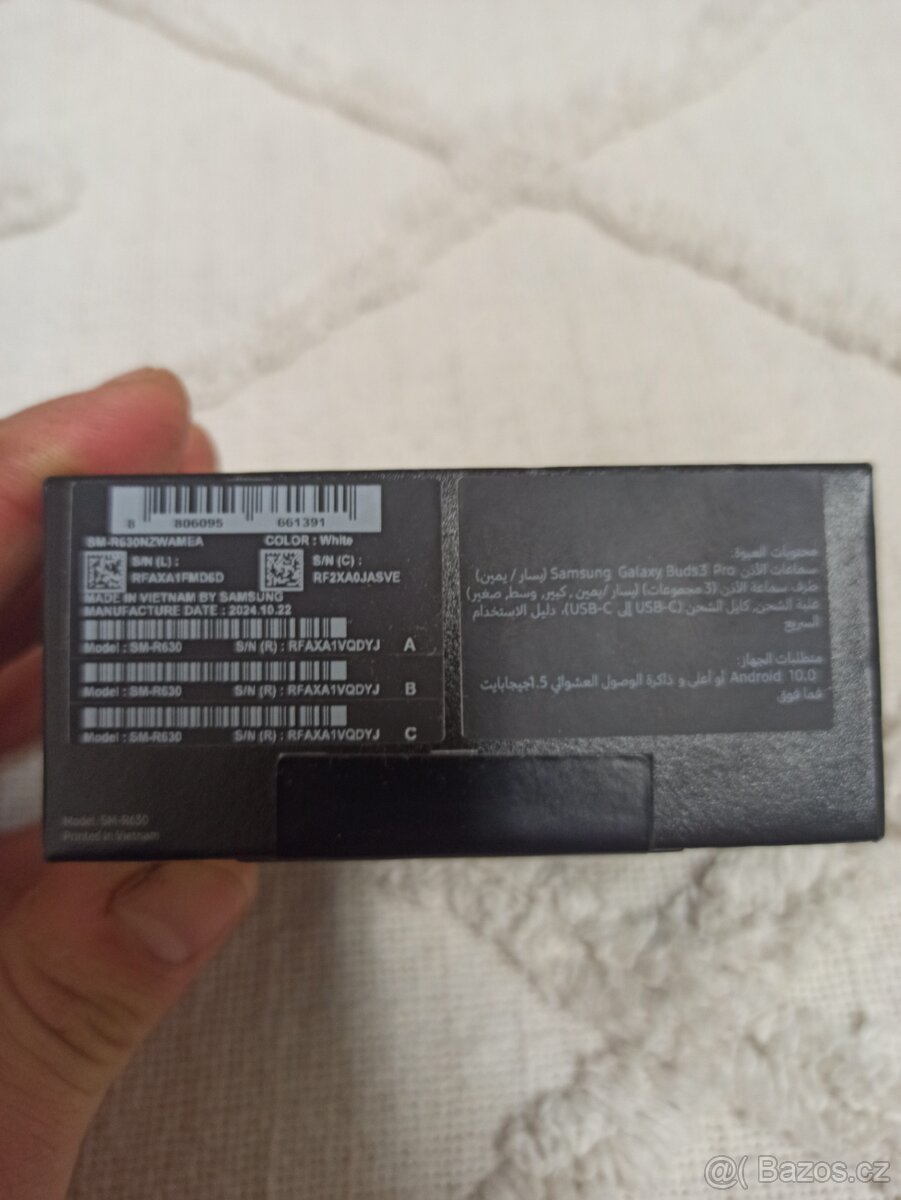 8 806095 661391
SM-R630NZWAMEA COLOR : White
S/N (L) : S/N (C) :
RFAXA1FMD6D RF2XA0JASVE
MADE IN VIETNAM BY SAMSUNG
MANUFACTURE DATE : 2024.10.22
Model : SM-R630 S/N (R) : RFAXA1VQDYJ A
Model : SM-R630 S/N (R) : RFAXA1VQDYJ B
Model : SM-R630 S/N (R) : RFAXA1VQDYJ C
Model: SM-R630
Printed in Vietnam
محتويات العبوة:
سماعات الأذن Samsung Galaxy Buds3 Pro (يسار / يمين)
طرف سماعة الأذن (3 مجموعات) (يسار/يمين, كبير, وسط, صغير)
علبة الشحن, كابل الشحن (USB-C إلى USB-C), دليل الاستخدام
السريع
متطلبات الجهاز:
Android 10.0 أو أعلى و ذاكرة الوصول العشوائي 1.5جيجابايت
فما فوق
@( Bazos.cz